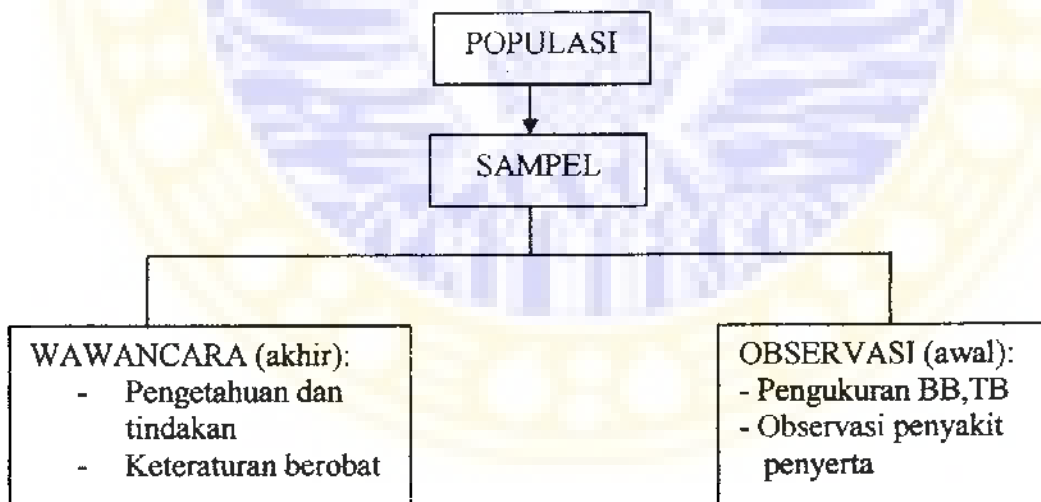 POPULASI
SAMPEL
WAWANCARA (akhir):
- Pengetahuan dan
tindakan
- Keteraturan berobat
OBSERVASI (awal):
- Pengukuran BB,TB
- Observasi penyakit
penyerta